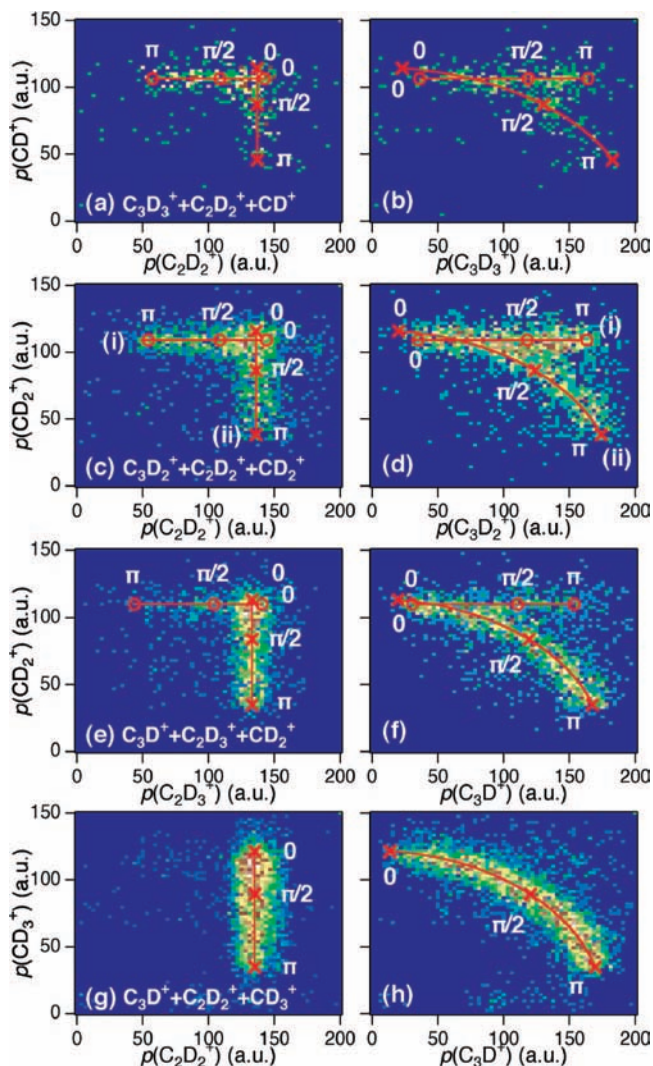 150
100
50
0
p(CD⁺) (a.u.)
π π/2 0
0
π/2
π
(a) C₃D₃⁺+C₂D₂⁺+CD⁺
0 50 100 150 200
p(C₂D₂⁺) (a.u.)
0 π/2 π
0
π/2
π
(b)
0 50 100 150 200
p(C₃D₃⁺) (a.u.)
150
100
50
0
p(CD₂⁺) (a.u.)
π π/2 0
0
(i)
π/2
(ii) π
(c) C₃D₂⁺+C₂D₂⁺+CD₂⁺
0 50 100 150 200
p(C₂D₂⁺) (a.u.)
0 π/2 π
(i)
0
π/2
π (ii)
(d)
0 50 100 150 200
p(C₃D₂⁺) (a.u.)
150
100
50
0
p(CD₂⁺) (a.u.)
π π/2 0
0
π/2
π
(e) C₃D⁺+C₂D₃⁺+CD₂⁺
0 50 100 150 200
p(C₂D₃⁺) (a.u.)
0 π/2 π
0
π/2
π
(f)
0 50 100 150 200
p(C₃D⁺) (a.u.)
150
100
50
0
p(CD₃⁺) (a.u.)
0
π/2
π
(g) C₃D⁺+C₂D₂⁺+CD₃⁺
0 50 100 150 200
p(C₂D₂⁺) (a.u.)
0
π/2
π
(h)
0 50 100 150 200
p(C₃D⁺) (a.u.)